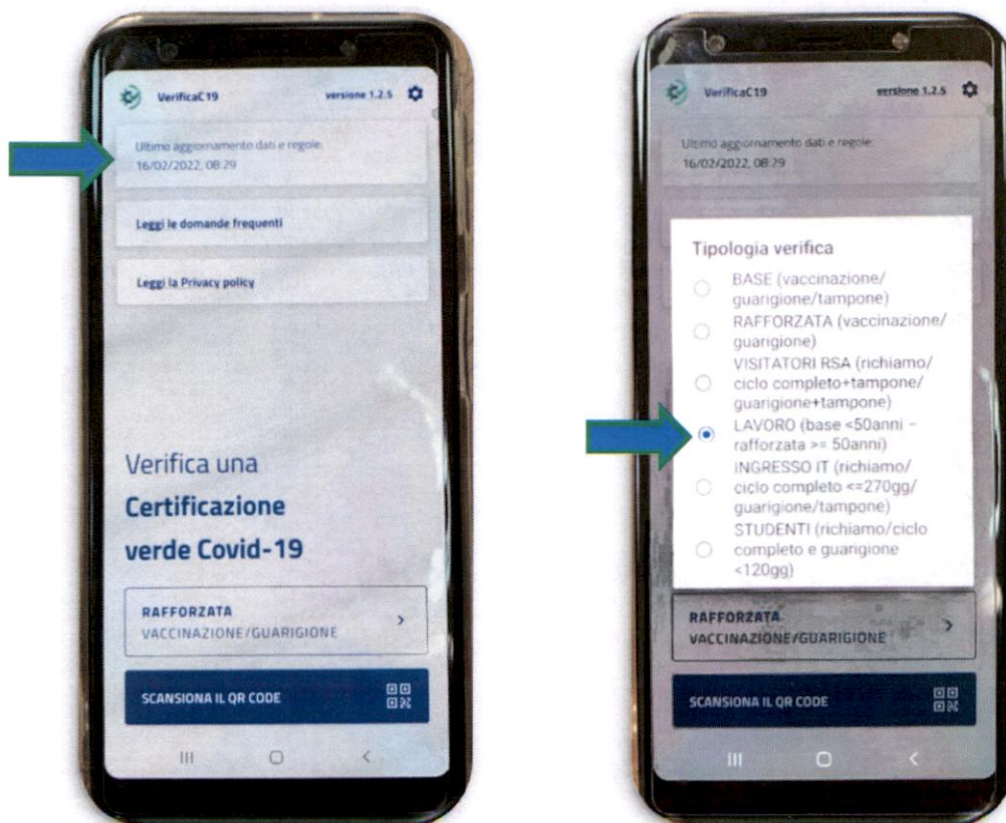 VerificaC19
versione 1.2.5
Ultimo aggiornamento dati e regole:
16/02/2022, 08:29
Leggi le domande frequenti
Leggi la Privacy policy
Verifica una
Certificazione
verde Covid-19
RAFFORZATA
VACCINAZIONE/GUARIGIONE
SCANSIONA IL QR CODE
VerificaC19
versione 1.2.5
Ultimo aggiornamento dati e regole:
16/02/2022, 08:29
Tipologia verifica
BASE (vaccinazione/
guarigione/tampone)
RAFFORZATA (vaccinazione/
guarigione)
VISITATORI RSA (richiamo/
ciclo completo+tampone/
guarigione+tampone)
LAVORO (base <50anni –
rafforzata >= 50anni)
INGRESSO IT (richiamo/
ciclo completo <=270gg/
guarigione/tampone)
STUDENTI (richiamo/ciclo
completo e guarigione
<120gg)
RAFFORZATA
VACCINAZIONE/GUARIGIONE
SCANSIONA IL QR CODE